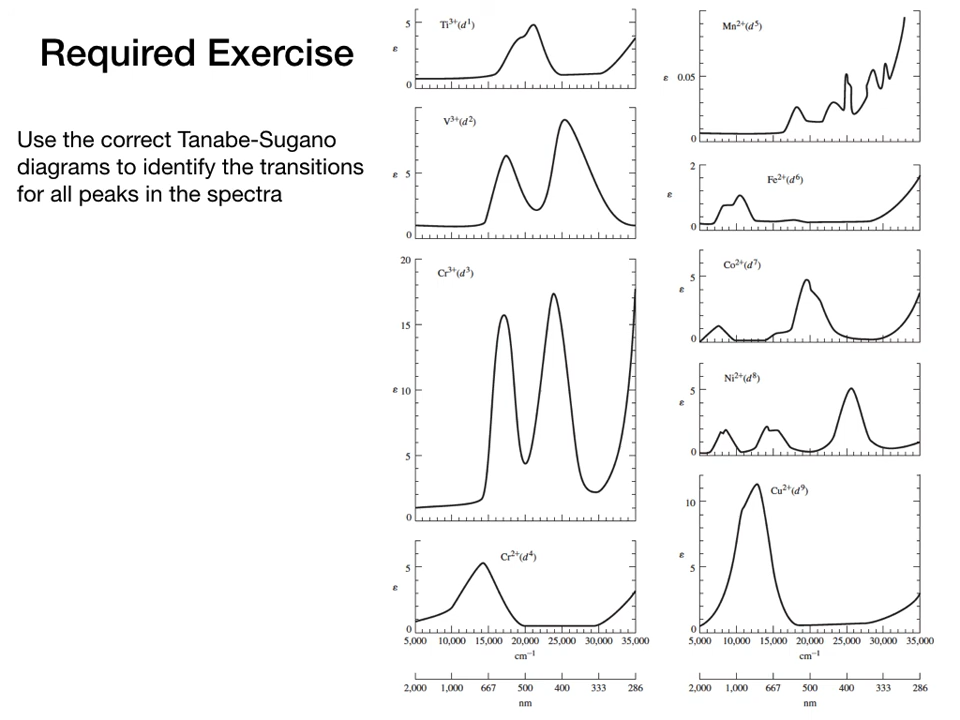 Required Exercise
Use the correct Tanabe-Sugano
diagrams to identify the transitions
for all peaks in the spectra
Ti³⁺(d¹)
5
ε
0
V³⁺(d²)
5
ε
0
20
Cr³⁺(d³)
15
ε 10
5
0
Cr²⁺(d⁴)
5
ε
0
5,000 10,000 15,000 20,000 25,000 30,000 35,000
cm⁻¹
2,000 1,000 667 500 400 333 286
nm
Mn²⁺(d⁵)
ε 0.05
0
2
Fe²⁺(d⁶)
ε
0
Co²⁺(d⁷)
5
ε
0
Ni²⁺(d⁸)
5
ε
0
Cu²⁺(d⁹)
10
ε
5
0
5,000 10,000 15,000 20,000 25,000 30,000 35,000
cm⁻¹
2,000 1,000 667 500 400 333 286
nm